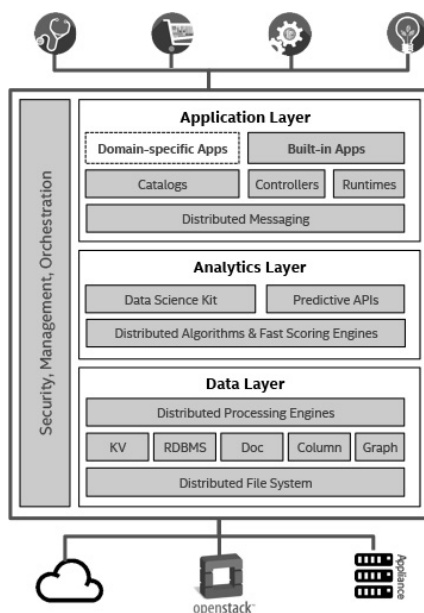 Security, Management, Orchestration
Application Layer
Domain-specific Apps
Built-in Apps
Catalogs
Controllers
Runtimes
Distributed Messaging
Analytics Layer
Data Science Kit
Predictive APIs
Distributed Algorithms & Fast Scoring Engines
Data Layer
Distributed Processing Engines
KV
RDBMS
Doc
Column
Graph
Distributed File System
openstack
Appliance